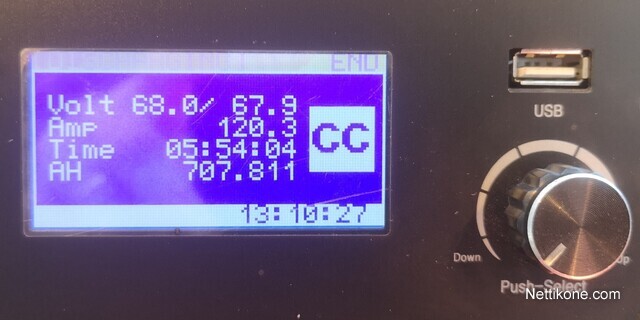 END
Volt 68.0/ 67.9
Amp 120.3
Time 05:54:04
AH 707.811
CC
13:10:27
USB
Down
Up
Push-Select
Nettikone.com